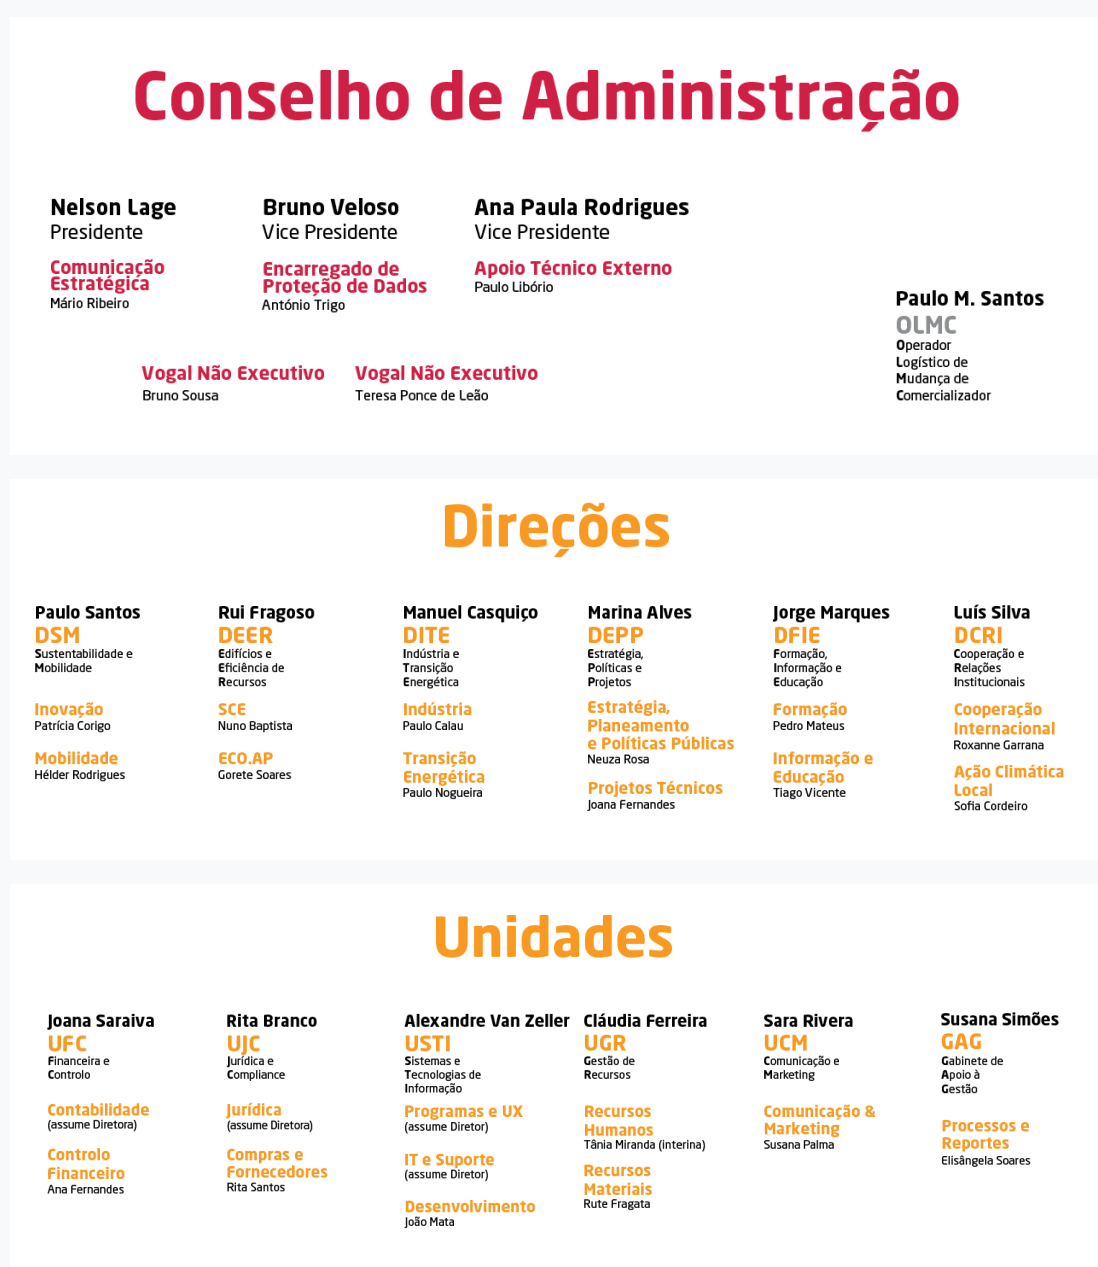 Conselho de Administração
Nelson Lage
Presidente
Comunicação
Estratégica
Mário Ribeiro
Bruno Veloso
Vice Presidente
Encarregado de
Proteção de Dados
António Trigo
Ana Paula Rodrigues
Vice Presidente
Apoio Técnico Externo
Paulo Libório
Vogal Não Executivo
Bruno Sousa
Vogal Não Executivo
Teresa Ponce de Leão
Paulo M. Santos
OLMC
Operador
Logístico de
Mudança de
Comercializador
Direções
Paulo Santos
DSM
Sustentabilidade e
Mobilidade
Inovação
Patrícia Corigo
Mobilidade
Hélder Rodrigues
Rui Fragoso
DEER
Edifícios e
Eficiência de
Recursos
SCE
Nuno Baptista
ECO.AP
Gorete Soares
Manuel Casquiço
DITE
Indústria e
Transição
Energética
Indústria
Paulo Calau
Transição
Energética
Paulo Nogueira
Marina Alves
DEPP
Estratégia,
Políticas e
Projetos
Estratégia,
Planeamento
e Políticas Públicas
Neuza Rosa
Projetos Técnicos
Joana Fernandes
Jorge Marques
DFIE
Formação,
Informação e
Educação
Formação
Pedro Mateus
Informação e
Educação
Tiago Vicente
Luís Silva
DCRI
Cooperação e
Relações
Institucionais
Cooperação
Internacional
Roxanne Garrana
Ação Climática
Local
Sofia Cordeiro
Unidades
Joana Saraiva
UFC
Financeira e
Controlo
Contabilidade
(assume Diretora)
Controlo
Financeiro
Ana Fernandes
Rita Branco
UJC
Jurídica e
Compliance
Jurídica
(assume Diretora)
Compras e
Fornecedores
Rita Santos
Alexandre Van Zeller
USTI
Sistemas e
Tecnologias de
Informação
Programas e UX
(assume Diretor)
IT e Suporte
(assume Diretor)
Desenvolvimento
João Mata
Cláudia Ferreira
UGR
Gestão de
Recursos
Recursos
Humanos
Tânia Miranda (interina)
Recursos
Materiais
Rute Fragata
Sara Rivera
UCM
Comunicação e
Marketing
Comunicação &
Marketing
Susana Palma
Susana Simões
GAG
Gabinete de
Apoio à
Gestão
Processos e
Reportes
Elisângela Soares